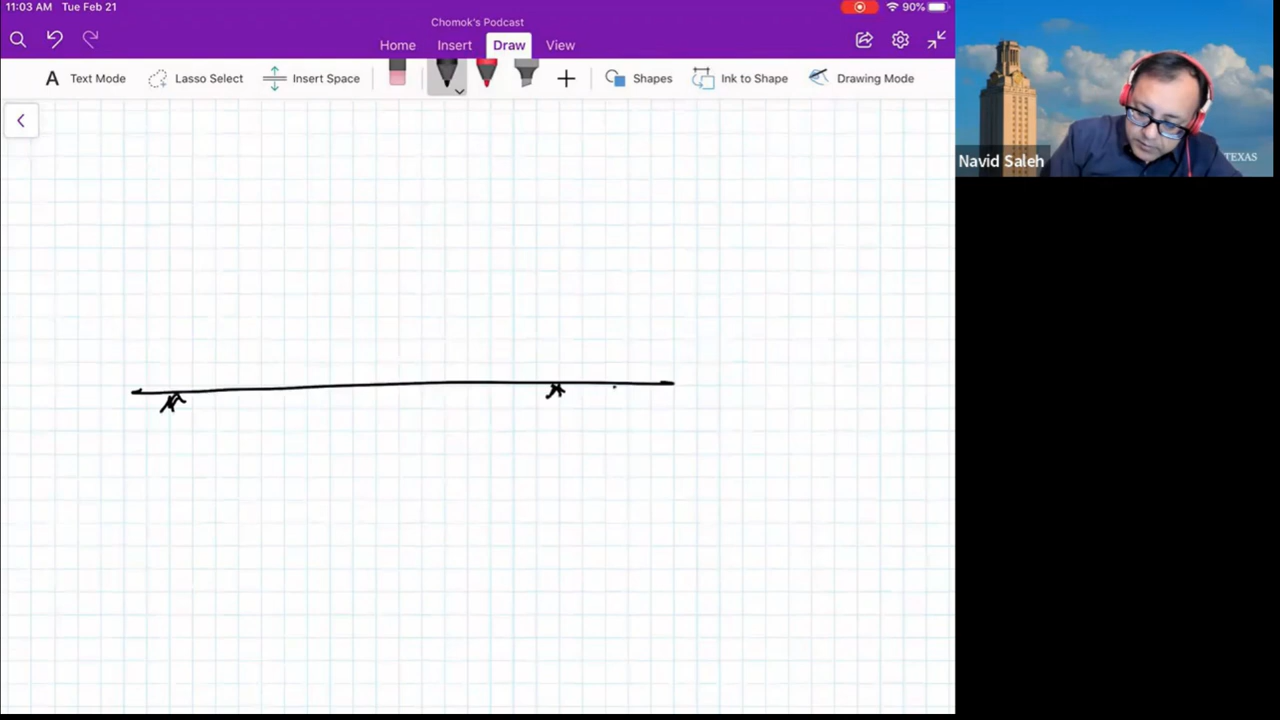 11:03 AM Tue Feb 21
90%
Chomok's Podcast
Home Insert Draw View
A Text Mode Lasso Select Insert Space Shapes Ink to Shape Drawing Mode
Navid Saleh
TEXAS